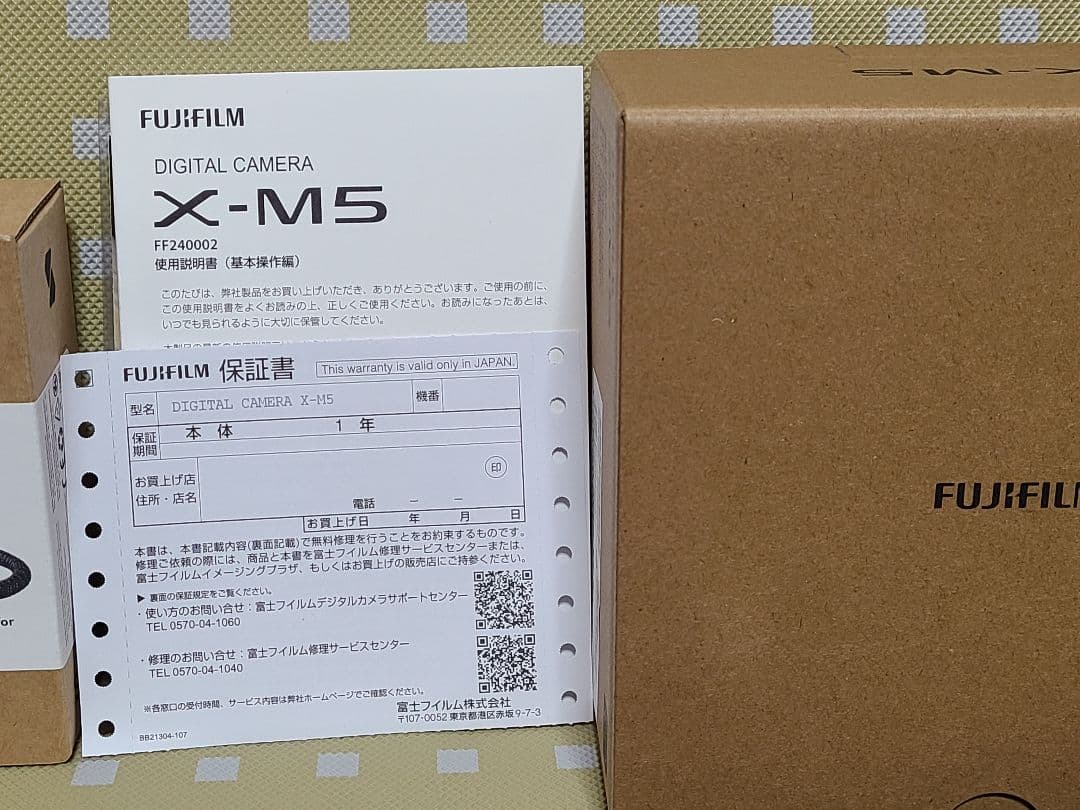 X-M5
FUJIFILM
DIGITAL CAMERA
X-M5
FF240002
使用説明書（基本操作編）
このたびは、弊社製品をお買い上げいただき、ありがとうございます。ご使用の前に、
この使用説明書をよくお読みの上、正しくご使用ください。お読みになったあとは、
いつでも見られるように大切に保管してください。
FUJIFILM 保証書 This warranty is valid only in JAPAN.
型名 DIGITAL CAMERA X-M5 機番
保証期間 本体 1年
お買上げ店
住所・店名
印
電話 － －
お買上げ日 年 月 日
本書は、本書記載内容(裏面記載)で無料修理を行うことをお約束するものです。
修理ご依頼の際には、商品と本書を富士フイルム修理サービスセンターまたは、
富士フイルムイメージングプラザ、もしくはお買上げの販売店にご持参ください。
▶ 裏面の保証規定をご覧ください。
・使い方のお問い合せ：富士フイルムデジタルカメラサポートセンター
TEL 0570-04-1060
・修理のお問い合せ：富士フイルム修理サービスセンター
TEL 0570-04-1040
※各窓口の受付時間、サービス内容は弊社ホームページでご確認ください。
富士フイルム株式会社
〒107-0052 東京都港区赤坂9-7-3
BB21304-107
FUJIFILM
or